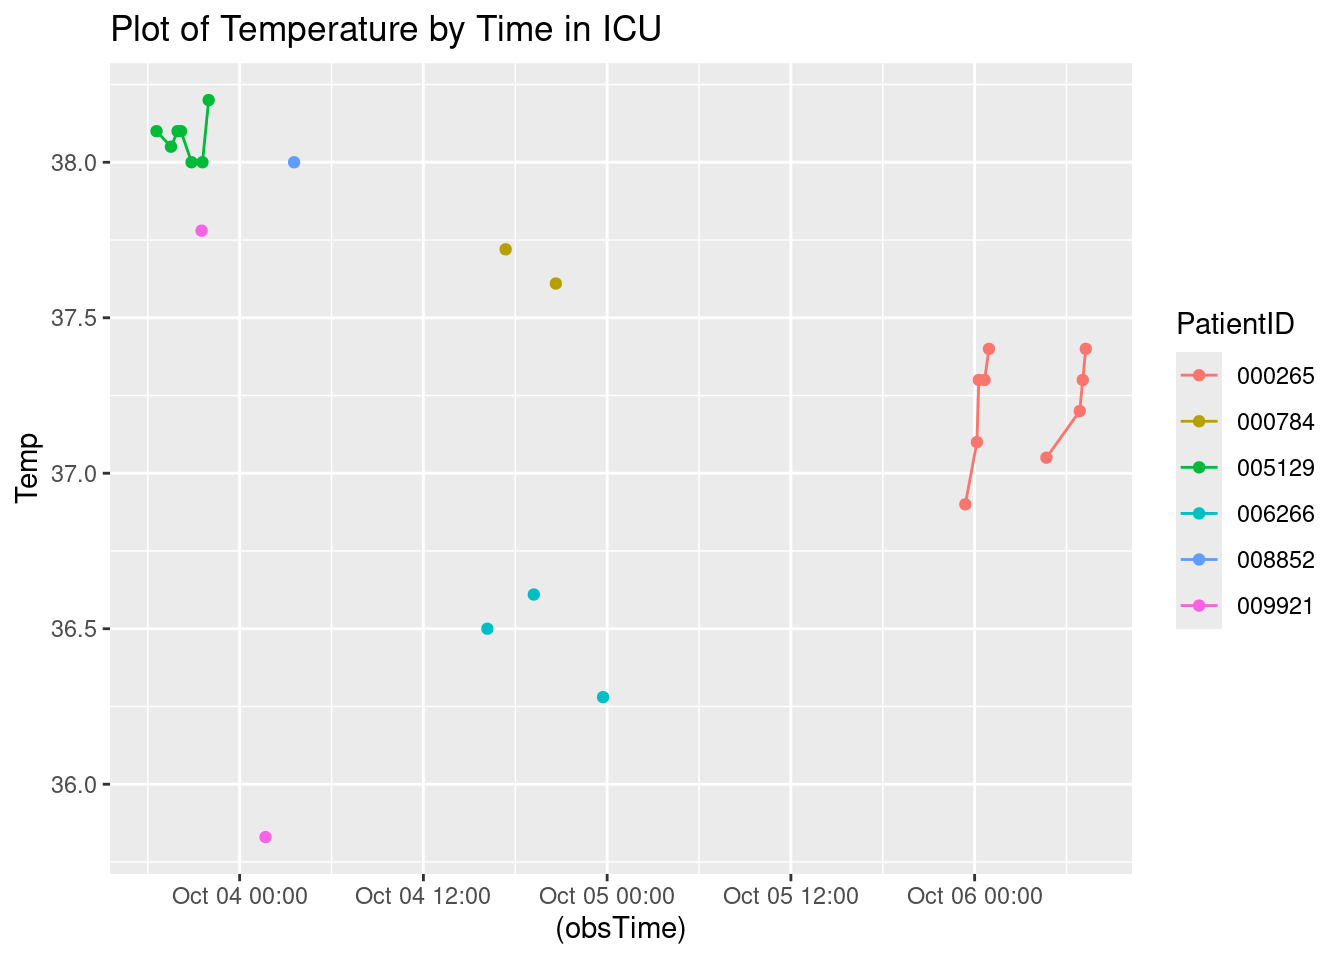 Plot of Temperature by Time in ICU
Temp
38.0
37.5
37.0
36.5
36.0
Oct 04 00:00 Oct 04 12:00 Oct 05 00:00 Oct 05 12:00 Oct 06 00:00
(obsTime)
PatientID
000265
000784
005129
006266
008852
009921